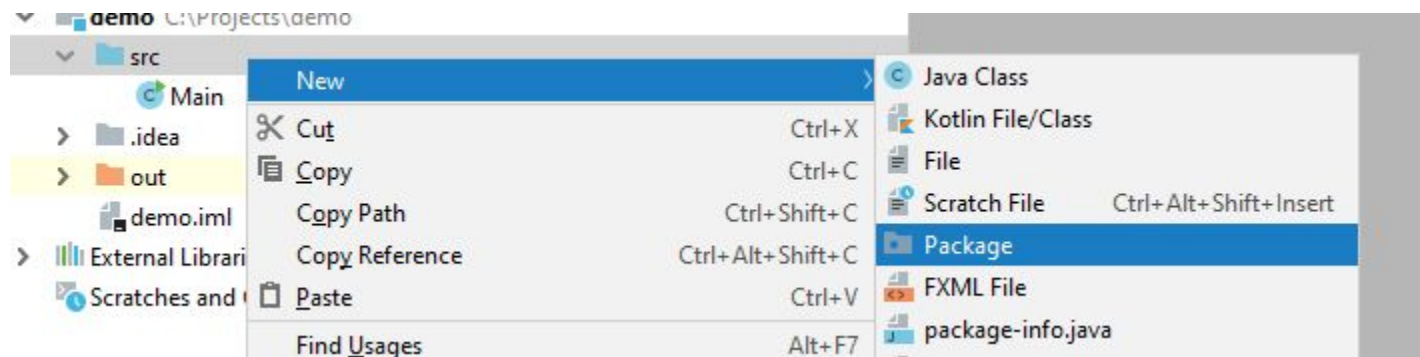 demo C:\Projects\demo
src
Main
.idea
out
demo.iml
External Librari
Scratches and
New
Cut Ctrl+X
Copy Ctrl+C
Copy Path Ctrl+Shift+C
Copy Reference Ctrl+Alt+Shift+C
Paste Ctrl+V
Find Usages Alt+F7
Java Class
Kotlin File/Class
File
Scratch File Ctrl+Alt+Shift+Insert
Package
FXML File
package-info.java